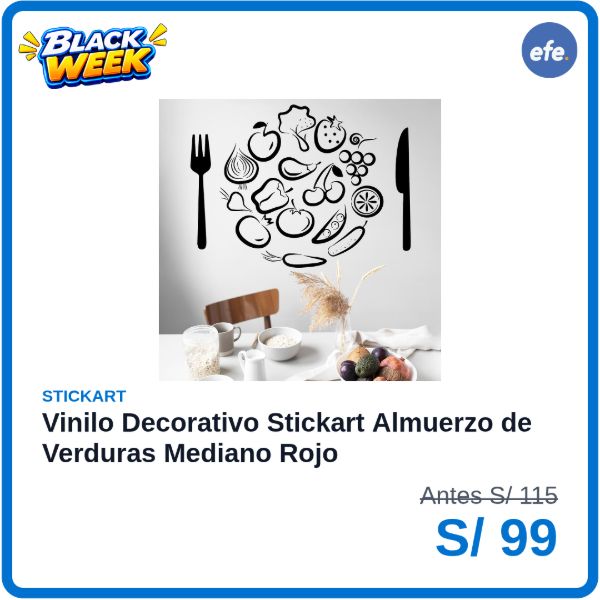 BLACK
WEEK
efe.
STICKART
Vinilo Decorativo Stickart Almuerzo de
Verduras Mediano Rojo
Antes S/ 115
S/ 99